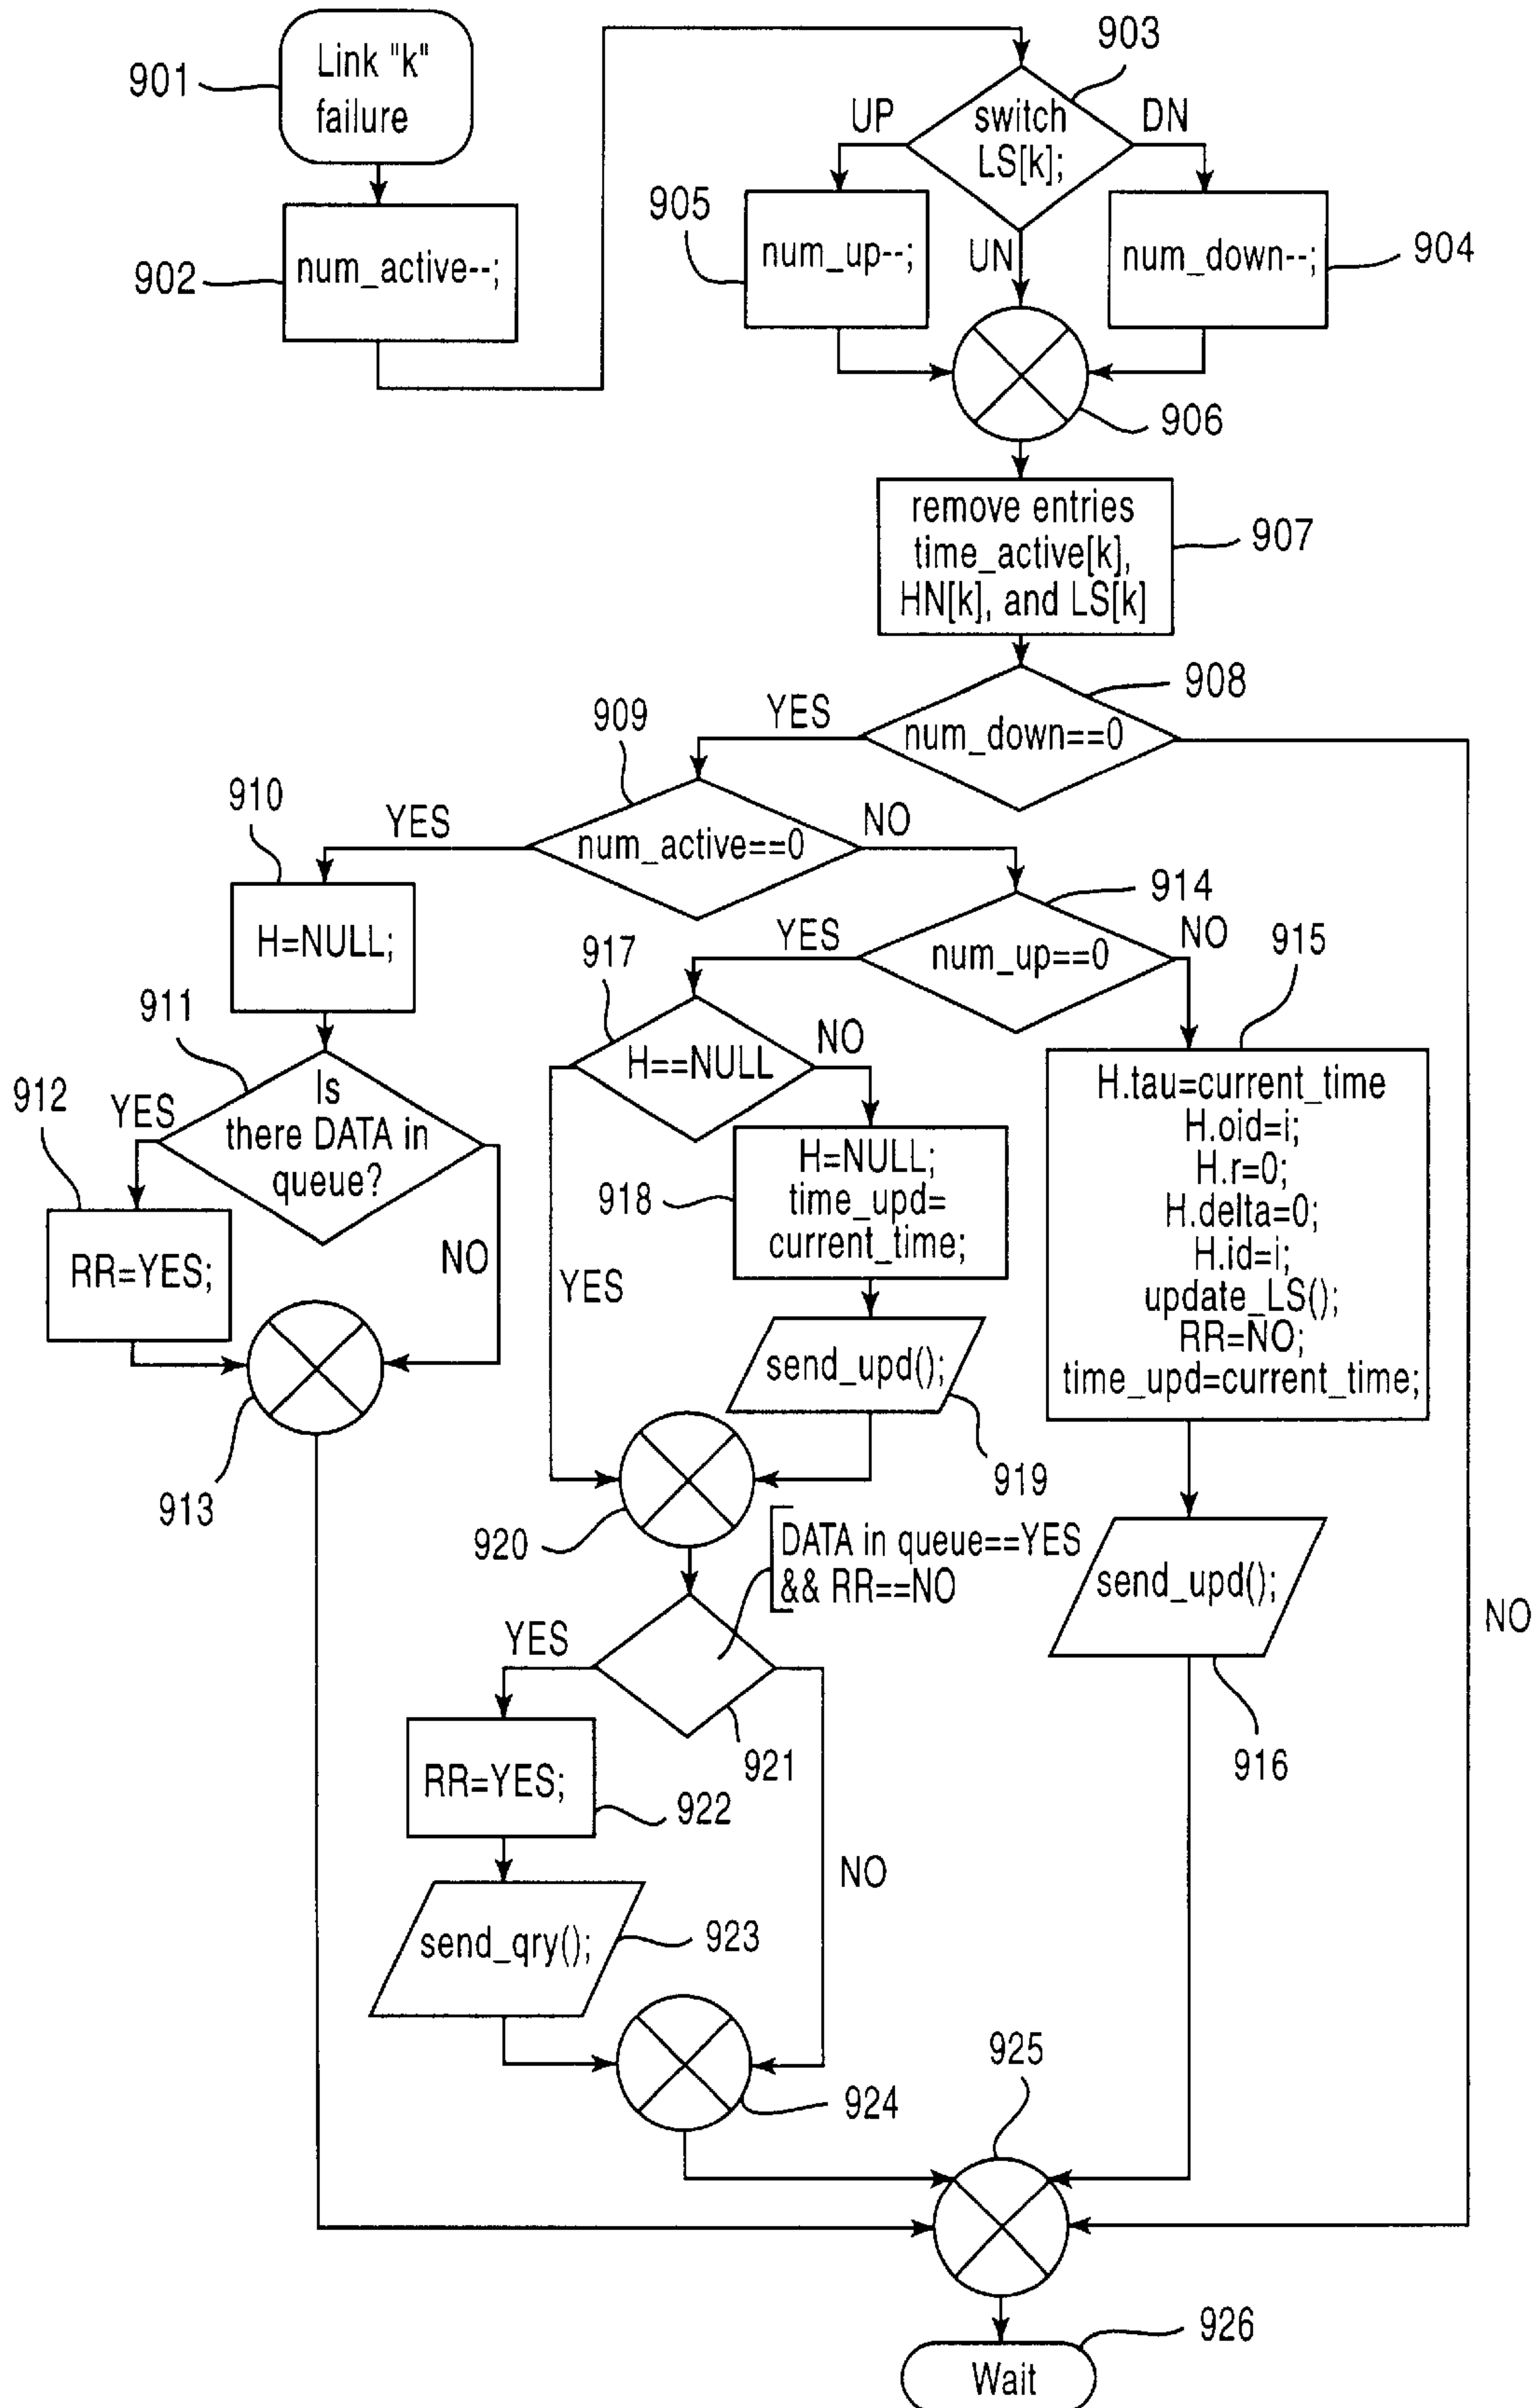 901
Link "k"
failure
902
num_active--;
903
switch
LS[k];
UP
DN
UN
905
num_up--;
num_down--;
904
906
remove entries
time_active[k],
HN[k], and LS[k]
907
908
num_down==0
YES
NO
909
num_active==0
YES
NO
910
H=NULL;
911
Is
there DATA in
queue?
YES
NO
912
RR=YES;
913
914
num_up==0
YES
NO
915
H.tau=current_time
H.oid=i;
H.r=0;
H.delta=0;
H.id=i;
update_LS();
RR=NO;
time_upd=current_time;
send_upd();
916
917
H==NULL
NO
YES
918
H=NULL;
time_upd=
current_time;
send_upd();
919
920
DATA in queue==YES
&& RR==NO
921
YES
NO
RR=YES;
922
send_qry();
923
924
925
926
Wait